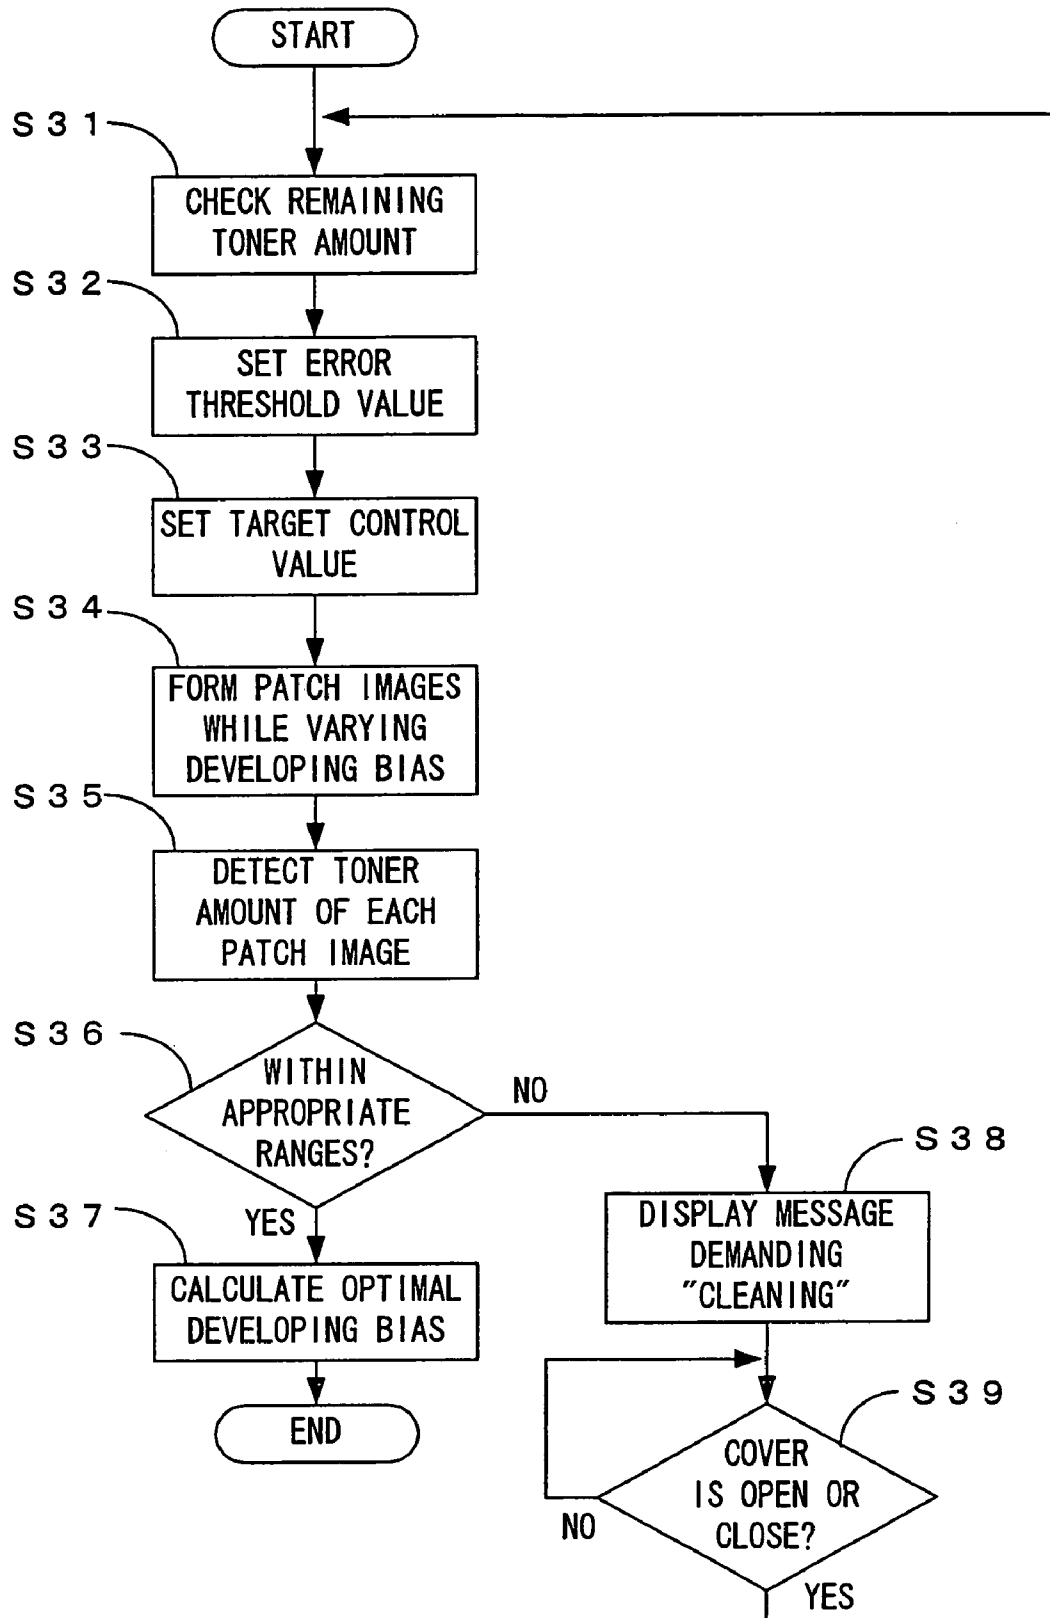 START
S31
CHECK REMAINING
TONER AMOUNT
S32
SET ERROR
THRESHOLD VALUE
S33
SET TARGET CONTROL
VALUE
S34
FORM PATCH IMAGES
WHILE VARYING
DEVELOPING BIAS
S35
DETECT TONER
AMOUNT OF EACH
PATCH IMAGE
S36
WITHIN
APPROPRIATE
RANGES?
NO
YES
S37
CALCULATE OPTIMAL
DEVELOPING BIAS
END
S38
DISPLAY MESSAGE
DEMANDING
"CLEANING"
S39
COVER
IS OPEN OR
CLOSE?
NO
YES